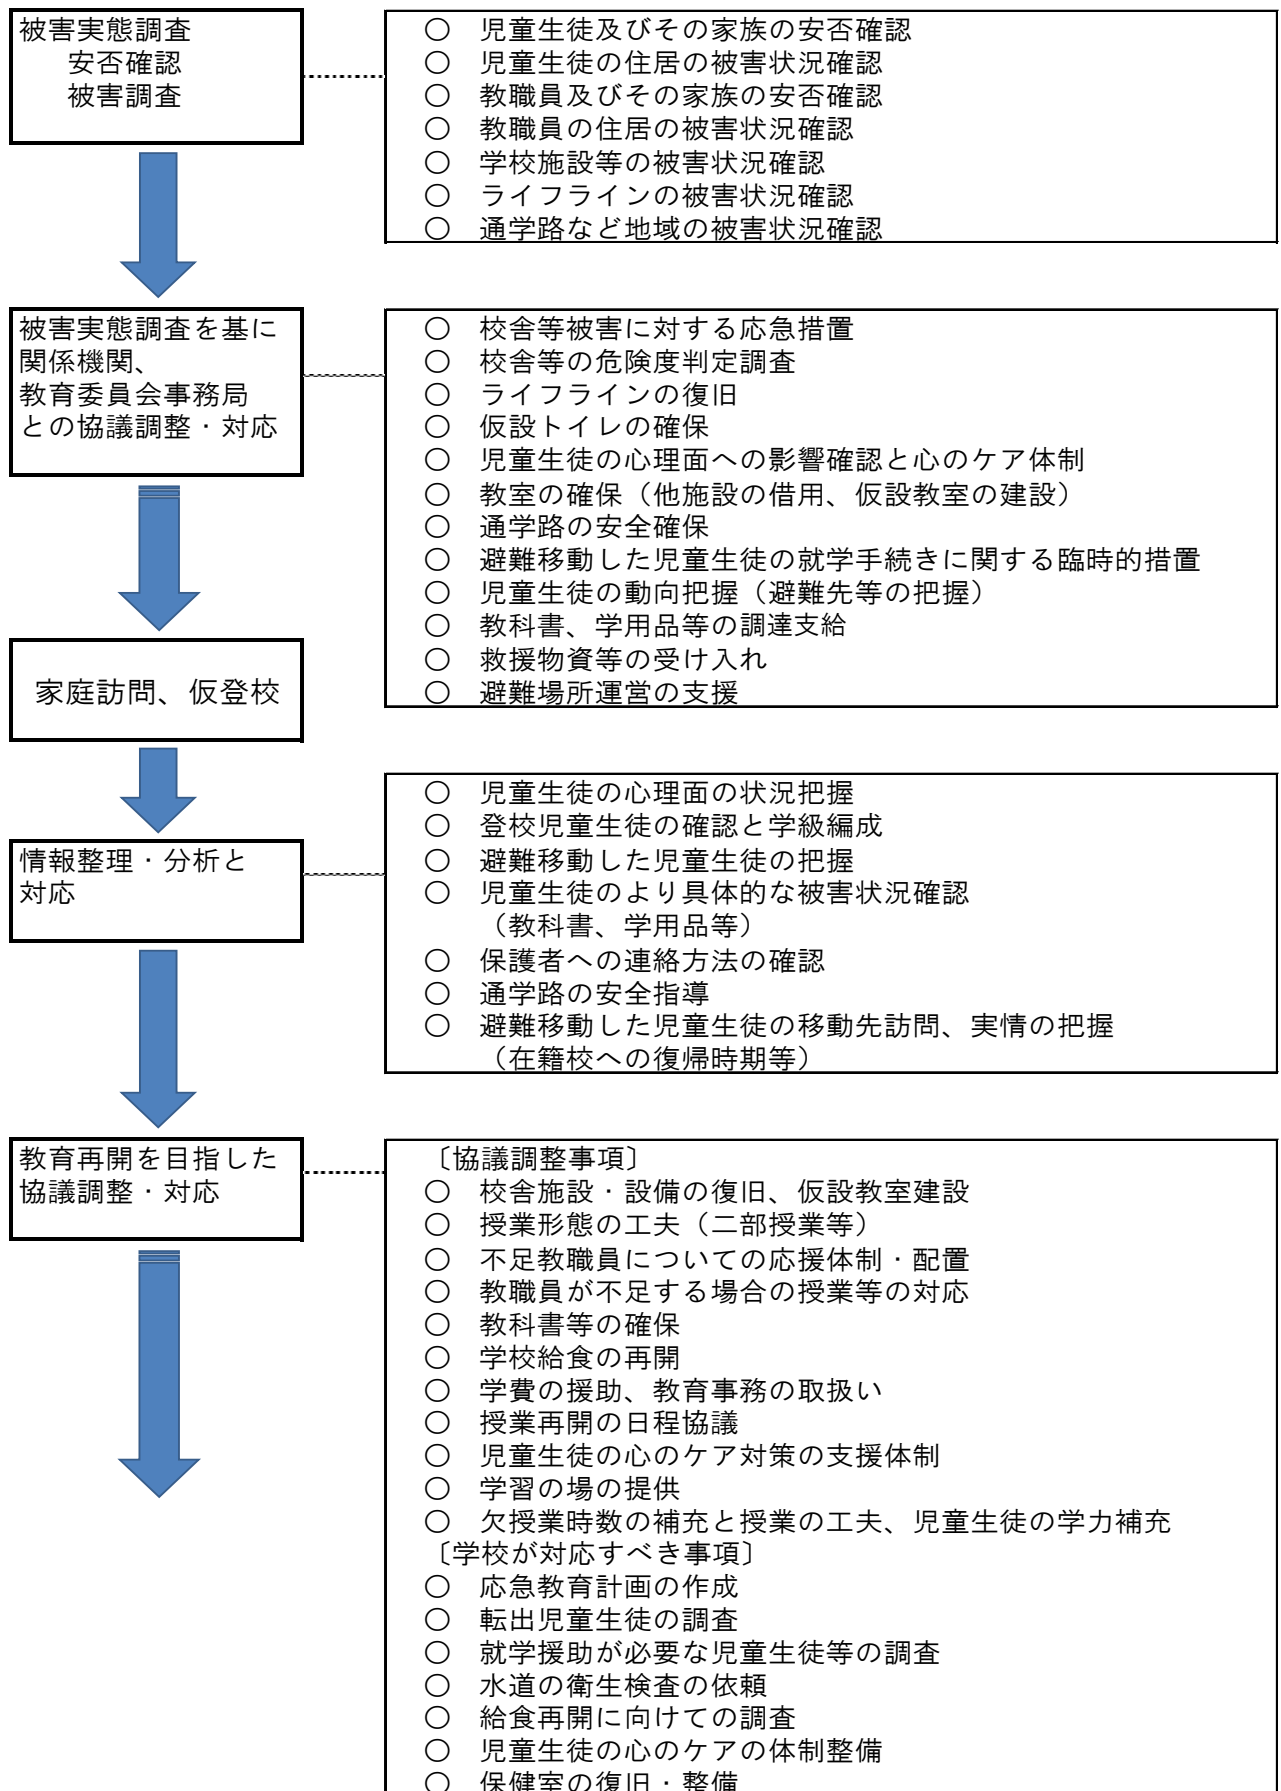 被害実態調査
安否確認
被害調査
○ 児童生徒及びその家族の安否確認
○ 児童生徒の住居の被害状況確認
○ 教職員及びその家族の安否確認
○ 教職員の住居の被害状況確認
○ 学校施設等の被害状況確認
○ ライフラインの被害状況確認
○ 通学路など地域の被害状況確認
被害実態調査を基に
関係機関、
教育委員会事務局
との協議調整・対応
○ 校舎等被害に対する応急措置
○ 校舎等の危険度判定調査
○ ライフラインの復旧
○ 仮設トイレの確保
○ 児童生徒の心理面への影響確認と心のケア体制
○ 教室の確保（他施設の借用、仮設教室の建設）
○ 通学路の安全確保
○ 避難移動した児童生徒の就学手続きに関する臨時的措置
○ 児童生徒の動向把握（避難先等の把握）
○ 教科書、学用品等の調達支給
○ 救援物資等の受け入れ
○ 避難場所運営の支援
家庭訪問、仮登校
情報整理・分析と
対応
○ 児童生徒の心理面の状況把握
○ 登校児童生徒の確認と学級編成
○ 避難移動した児童生徒の把握
○ 児童生徒のより具体的な被害状況確認
（教科書、学用品等）
○ 保護者への連絡方法の確認
○ 通学路の安全指導
○ 避難移動した児童生徒の移動先訪問、実情の把握
（在籍校への復帰時期等）
教育再開を目指した
協議調整・対応
〔協議調整事項〕
○ 校舎施設・設備の復旧、仮設教室建設
○ 授業形態の工夫（二部授業等）
○ 不足教職員についての応援体制・配置
○ 教職員が不足する場合の授業等の対応
○ 教科書等の確保
○ 学校給食の再開
○ 学費の援助、教育事務の取扱い
○ 授業再開の日程協議
○ 児童生徒の心のケア対策の支援体制
○ 学習の場の提供
○ 欠授業時数の補充と授業の工夫、児童生徒の学力補充
〔学校が対応すべき事項〕
○ 応急教育計画の作成
○ 転出児童生徒の調査
○ 就学援助が必要な児童生徒等の調査
○ 水道の衛生検査の依頼
○ 給食再開に向けての調査
○ 児童生徒の心のケアの体制整備
○ 保健室の復旧・整備